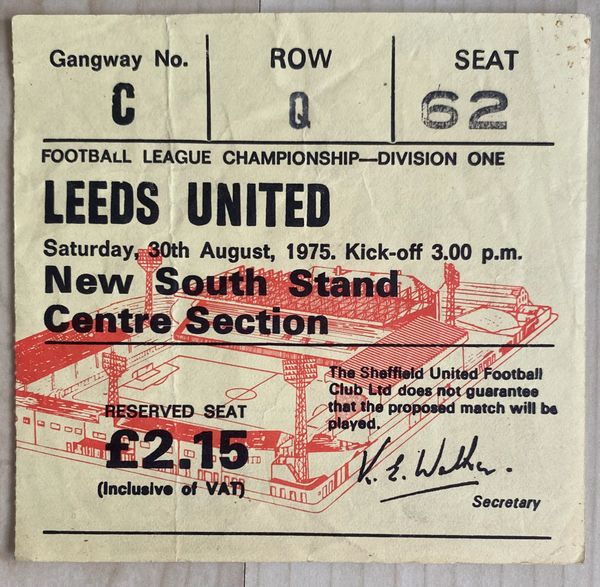 Gangway No. ROW SEAT
C Q 62
FOOTBALL LEAGUE CHAMPIONSHIP—DIVISION ONE
LEEDS UNITED
Saturday, 30th August, 1975. Kick-off 3.00 p.m.
New South Stand
Centre Section
The Sheffield United Football
Club Ltd does not guarantee
that the proposed match will be
played.
RESERVED SEAT
£2.15
(Inclusive of VAT)
K. E. Walker.
Secretary